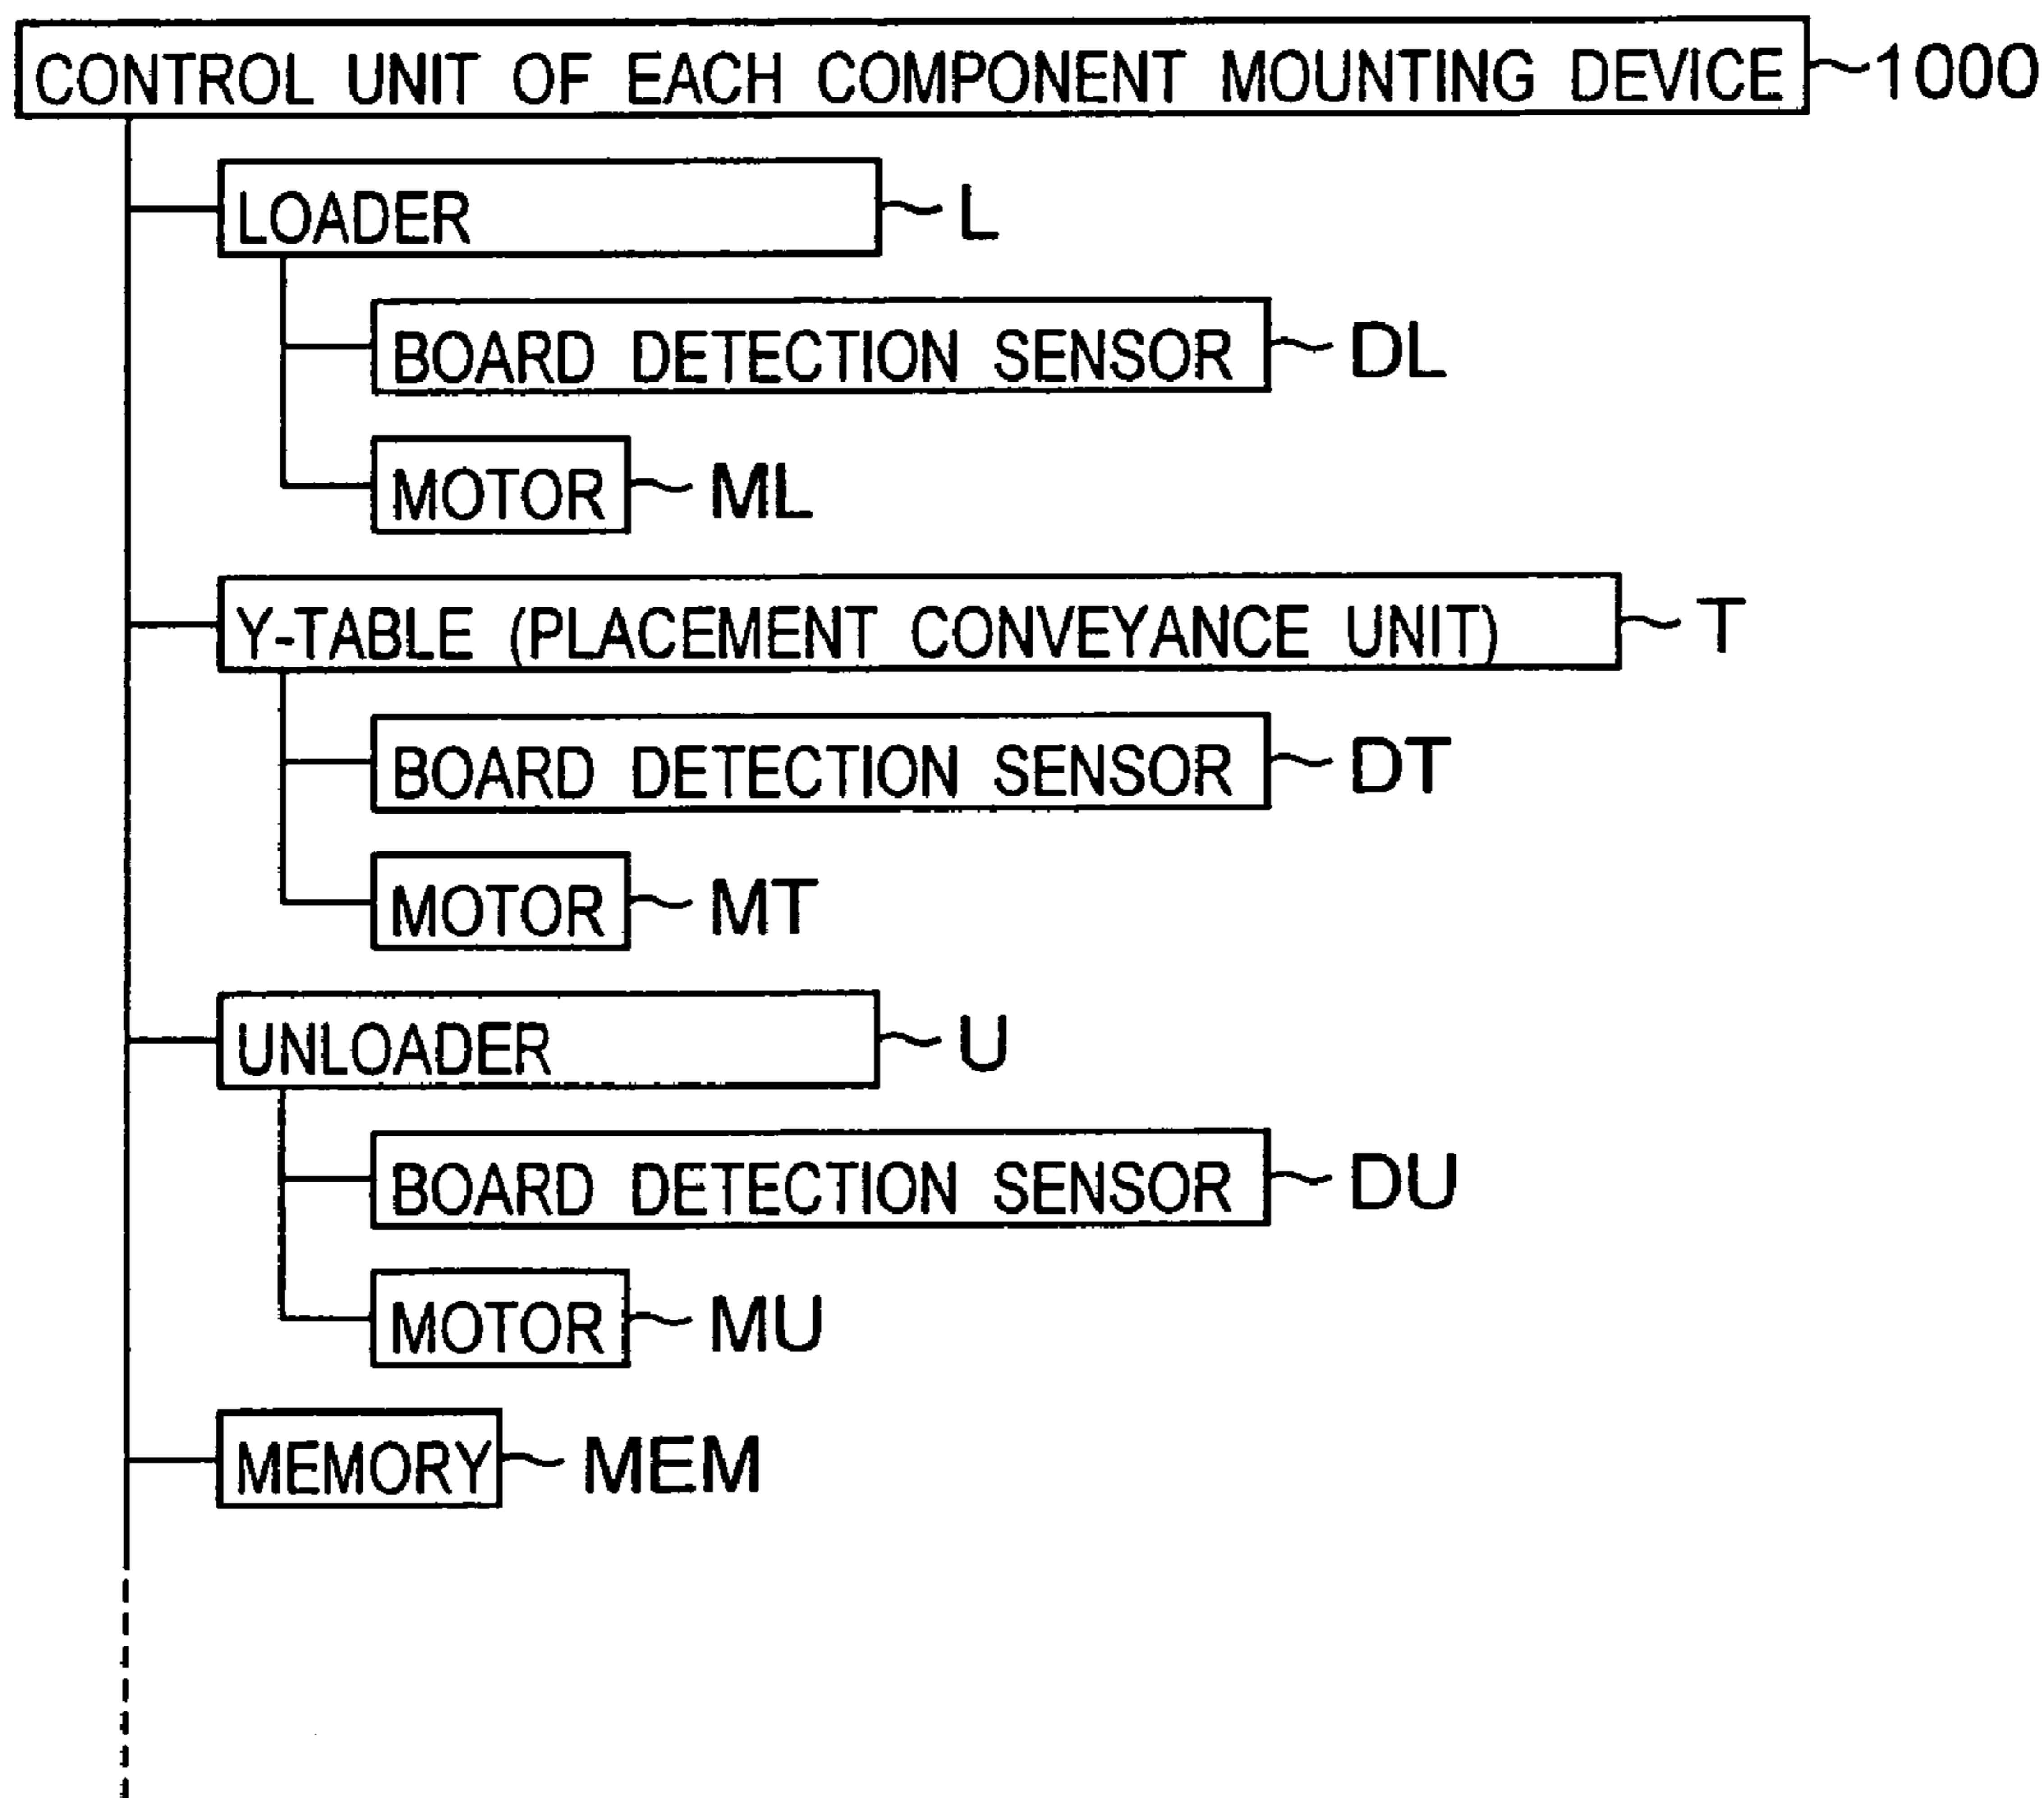 CONTROL UNIT OF EACH COMPONENT MOUNTING DEVICE 1000
LOADER L
BOARD DETECTION SENSOR DL
MOTOR ML
Y-TABLE (PLACEMENT CONVEYANCE UNIT) T
BOARD DETECTION SENSOR DT
MOTOR MT
UNLOADER U
BOARD DETECTION SENSOR DU
MOTOR MU
MEMORY MEM